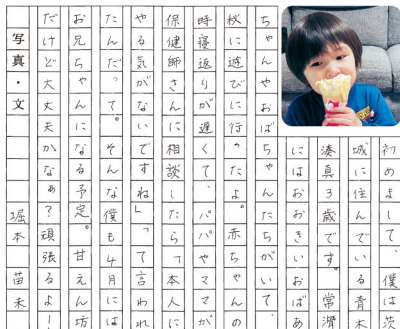 初めまして、僕は茨
城に住んでいる青木
湊真3歳です。常滑
にはおおきいおばあ
ちゃんやおばちゃんたちがいて、
秋に遊びに行ったよ。赤ちゃんの
時寝返りが遅くて、パパやママが
保健師さんに相談したら「本人に
やる気がないですね」って言われ
たんだって。そんな僕も4月には
お兄ちゃんになる予定。甘えん坊
だけど大丈夫かなぁ?頑張るよー!
写真・文 堀本 苗未